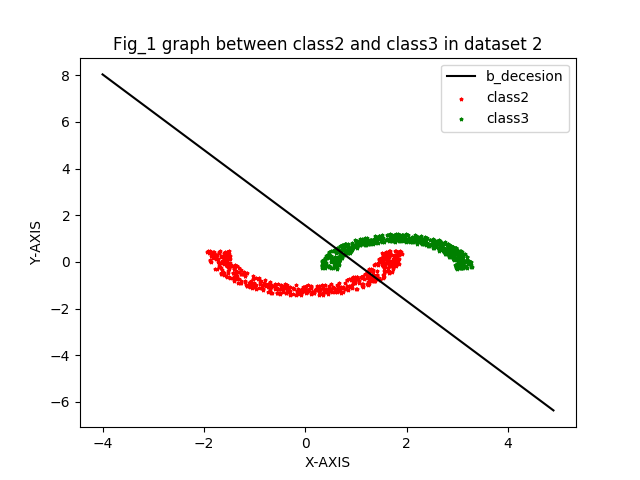 Fig_1 graph between class2 and class3 in dataset 2
b_decesion
class2
class3
Y-AXIS
8
6
4
2
0
−2
−4
−6
−4
−2
0
2
4
X-AXIS